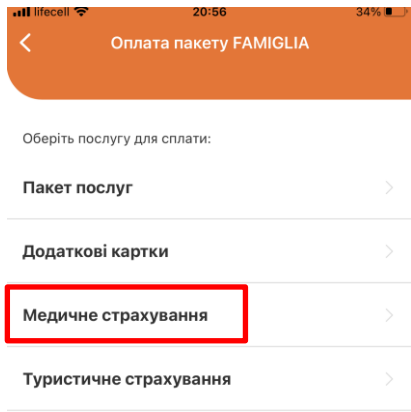 lifecell 20:56 34%
Оплата пакету FAMIGLIA
Оберіть послугу для сплати:
Пакет послуг
Додаткові картки
Медичне страхування
Туристичне страхування